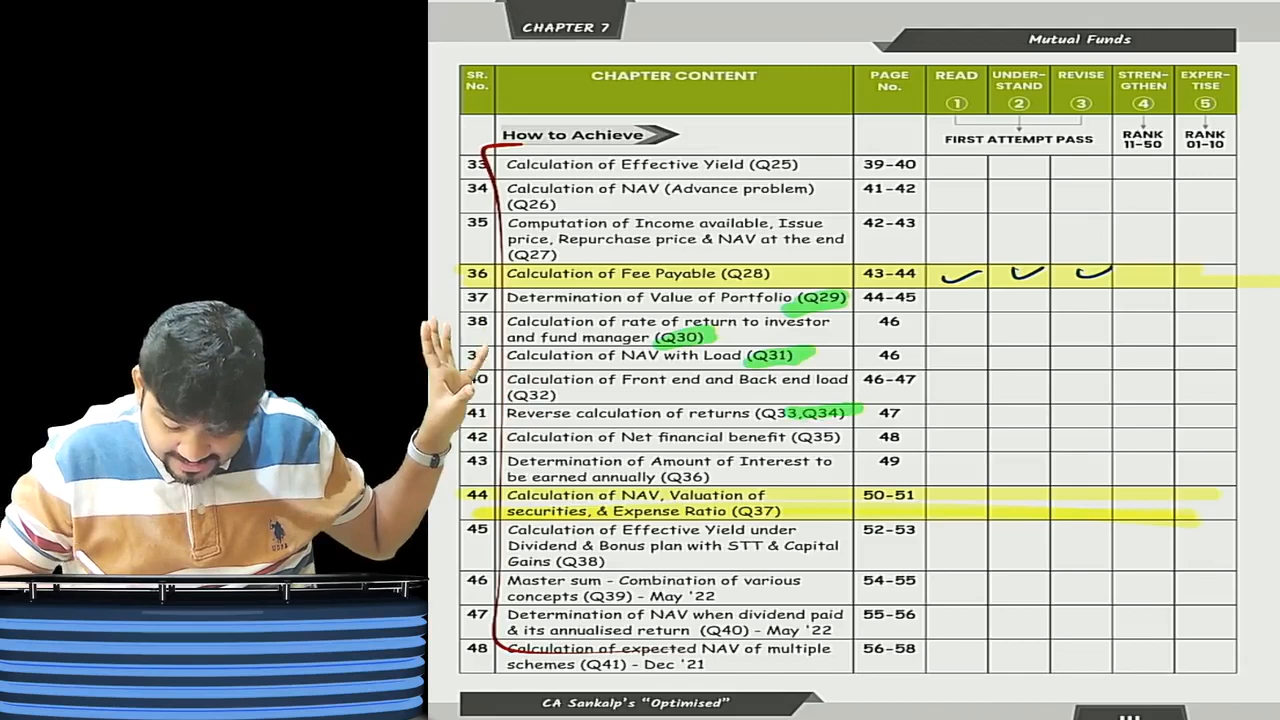 CHAPTER 7
Mutual Funds
SR. No. CHAPTER CONTENT PAGE No. READ UNDER-STAND REVISE STREN-GTHEN EXPER-TISE
1 2 3 4 5
How to Achieve FIRST ATTEMPT PASS RANK 11-50 RANK 01-10
33 Calculation of Effective Yield (Q25) 39-40
34 Calculation of NAV (Advance problem) 41-42
(Q26)
35 Computation of Income available, Issue 42-43
price, Repurchase price & NAV at the end
(Q27)
36 Calculation of Fee Payable (Q28) 43-44
37 Determination of Value of Portfolio (Q29) 44-45
38 Calculation of rate of return to investor 46
and fund manager (Q30)
3 Calculation of NAV with Load (Q31) 46
40 Calculation of Front end and Back end load 46-47
(Q32)
41 Reverse calculation of returns (Q33,Q34) 47
42 Calculation of Net financial benefit (Q35) 48
43 Determination of Amount of Interest to 49
be earned annually (Q36)
44 Calculation of NAV, Valuation of 50-51
securities, & Expense Ratio (Q37)
45 Calculation of Effective Yield under 52-53
Dividend & Bonus plan with STT & Capital
Gains (Q38)
46 Master sum - Combination of various 54-55
concepts (Q39) - May '22
47 Determination of NAV when dividend paid 55-56
& its annualised return (Q40) - May '22
48 Calculation of expected NAV of multiple 56-58
schemes (Q41) - Dec '21
CA Sankalp's "Optimised"